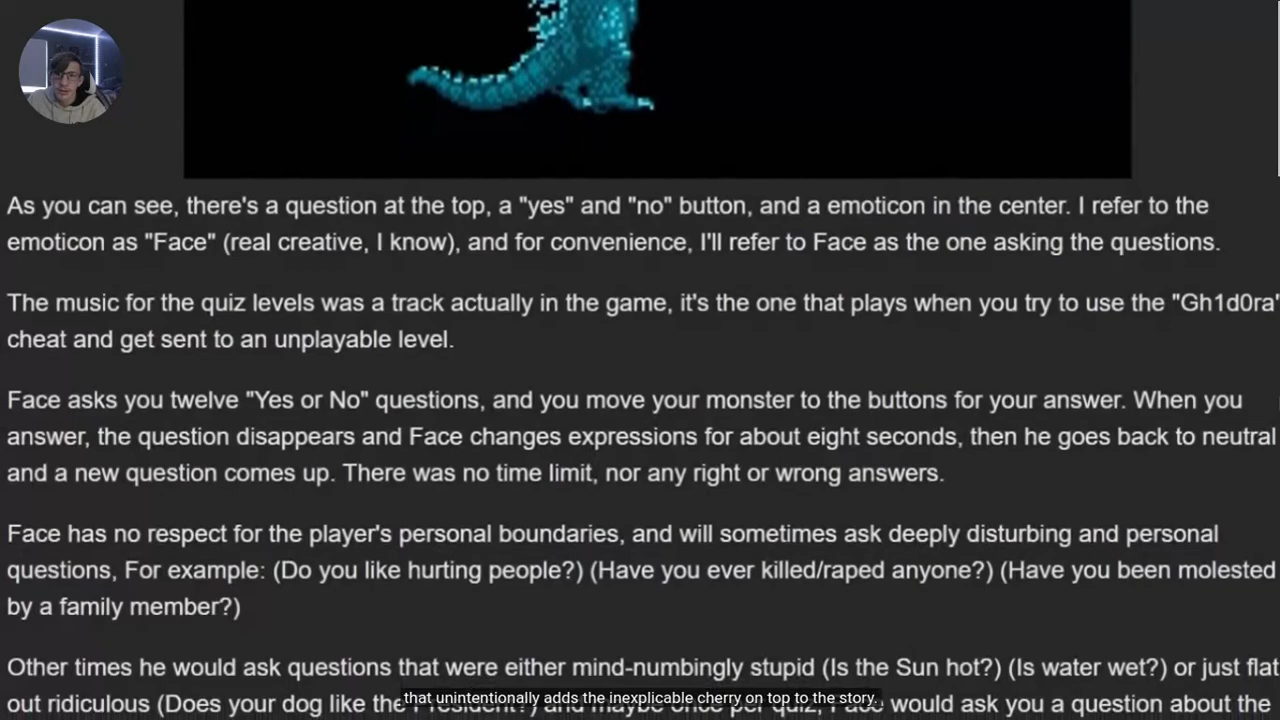 As you can see, there's a question at the top, a "yes" and "no" button, and a emoticon in the center. I refer to the
emoticon as "Face" (real creative, I know), and for convenience, I'll refer to Face as the one asking the questions.
The music for the quiz levels was a track actually in the game, it's the one that plays when you try to use the "Gh1d0ra"
cheat and get sent to an unplayable level.
Face asks you twelve "Yes or No" questions, and you move your monster to the buttons for your answer. When you
answer, the question disappears and Face changes expressions for about eight seconds, then he goes back to neutral
and a new question comes up. There was no time limit, nor any right or wrong answers.
Face has no respect for the player's personal boundaries, and will sometimes ask deeply disturbing and personal
questions, For example: (Do you like hurting people?) (Have you ever killed/raped anyone?) (Have you been molested
by a family member?)
Other times he would ask questions that were either mind-numbingly stupid (Is the Sun hot?) (Is water wet?) or just flat
out ridiculous (Does your dog like the President?) and maybe once per quiz, Face would ask you a question about the
that unintentionally adds the inexplicable cherry on top to the story.